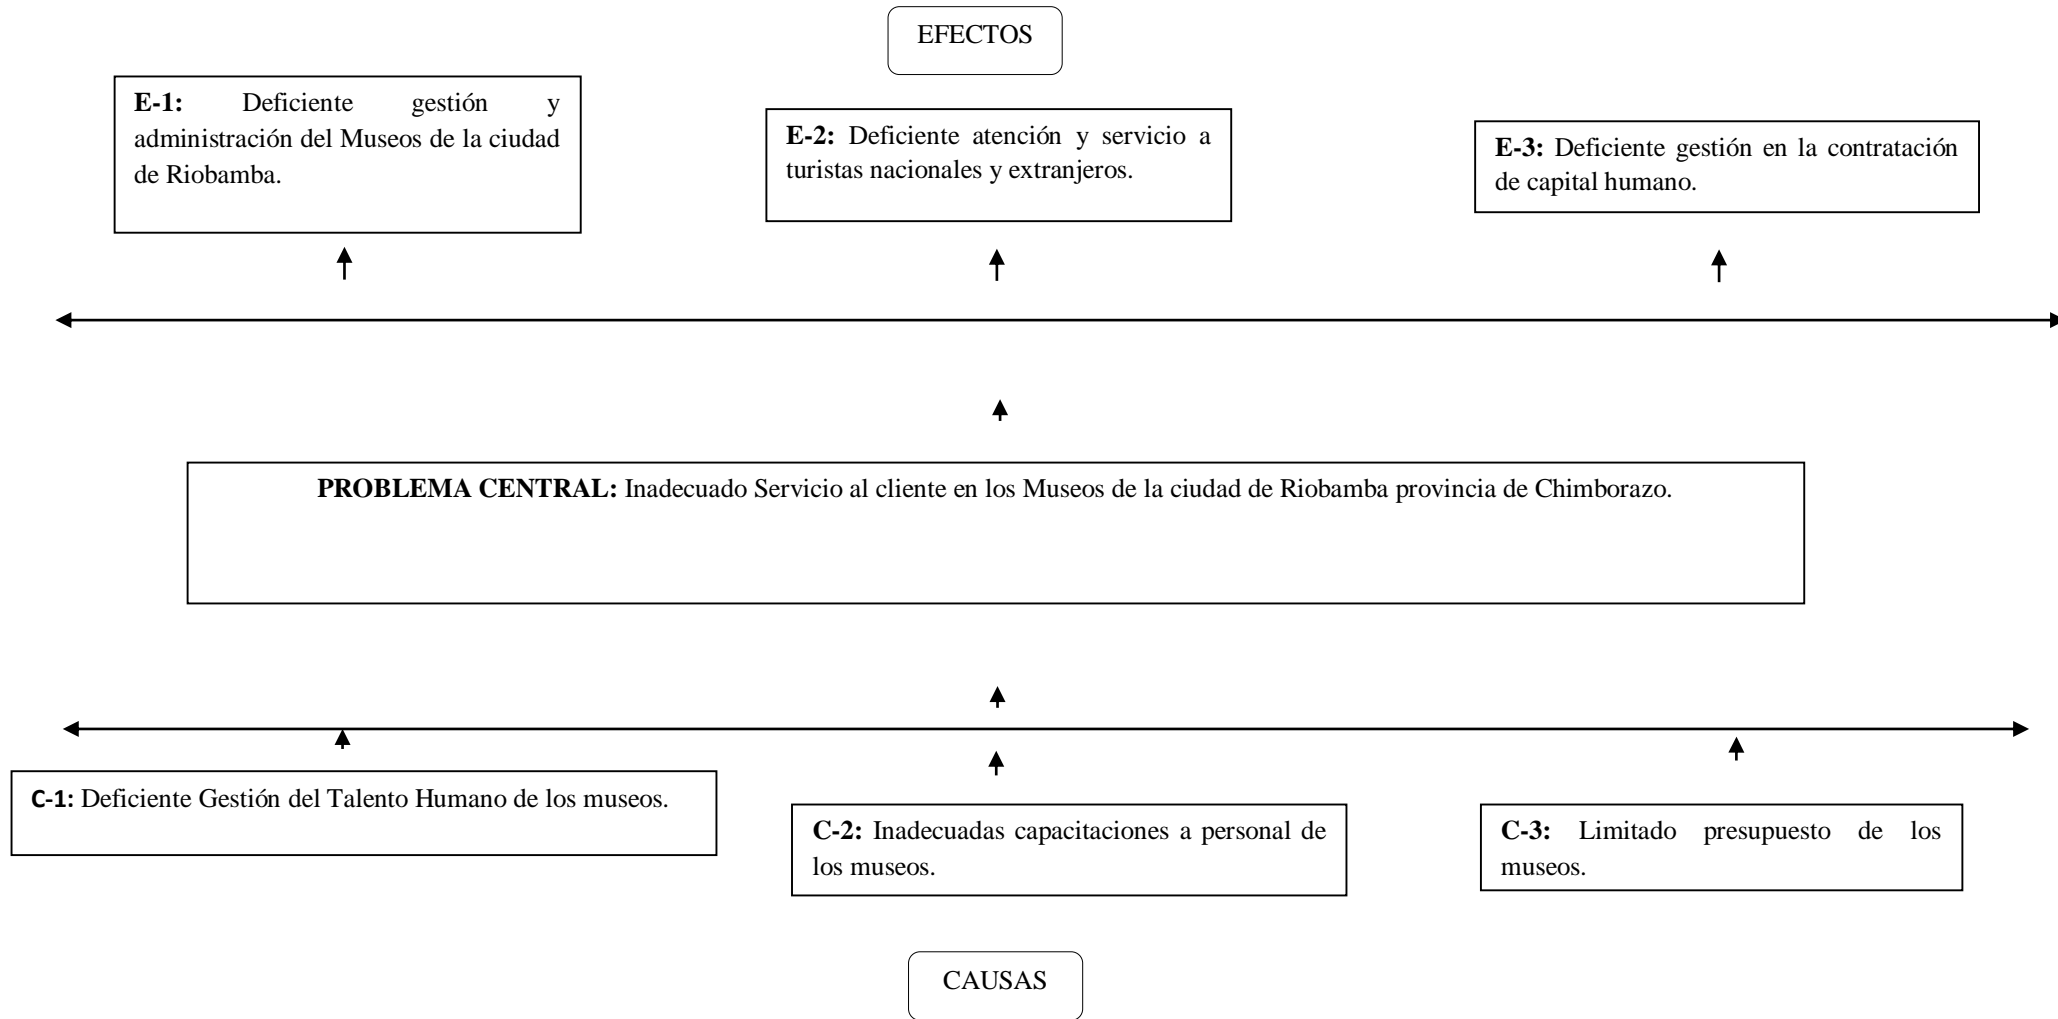 EFECTOS
E-1: Deficiente gestión y
administración del Museos de la ciudad
de Riobamba.
E-2: Deficiente atención y servicio a
turistas nacionales y extranjeros.
E-3: Deficiente gestión en la contratación
de capital humano.
PROBLEMA CENTRAL: Inadecuado Servicio al cliente en los Museos de la ciudad de Riobamba provincia de Chimborazo.
C-1: Deficiente Gestión del Talento Humano de los museos.
C-2: Inadecuadas capacitaciones a personal de
los museos.
C-3: Limitado presupuesto de los
museos.
CAUSAS